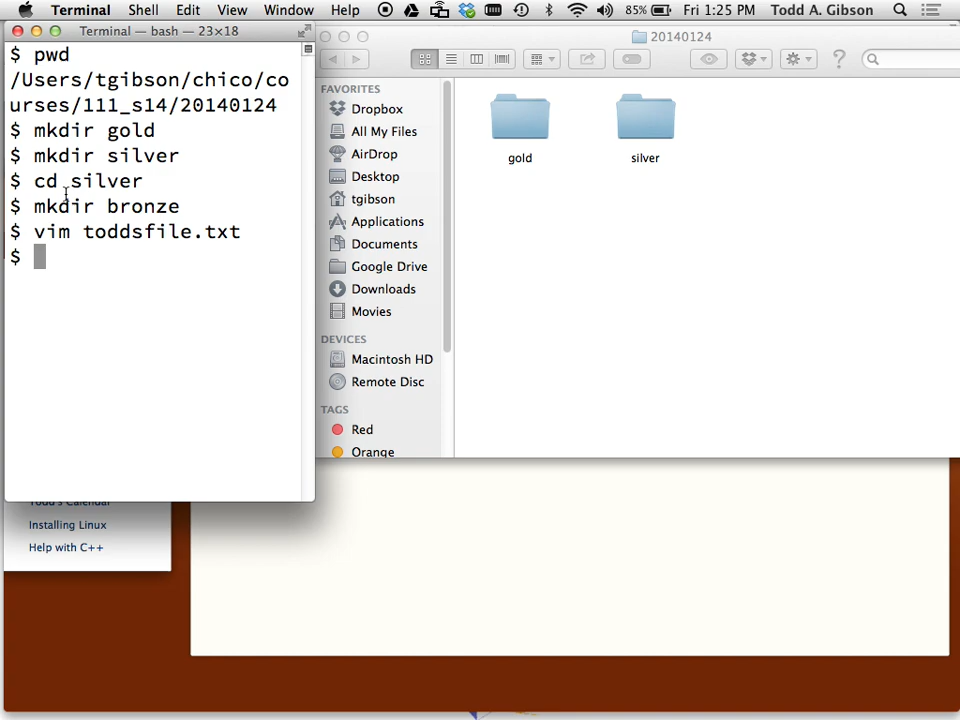 Terminal Shell Edit View Window Help 85% Fri 1:25 PM Todd A. Gibson
Terminal — bash — 23×18
$ pwd
/Users/tgibson/chico/co
urses/111_s14/20140124
$ mkdir gold
$ mkdir silver
$ cd silver
$ mkdir bronze
$ vim toddsfile.txt
$
20140124
FAVORITES
Dropbox
All My Files
AirDrop
Desktop
tgibson
Applications
Documents
Google Drive
Downloads
Movies
DEVICES
Macintosh HD
Remote Disc
TAGS
Red
Orange
gold
silver
Todd's Calendar
Installing Linux
Help with C++